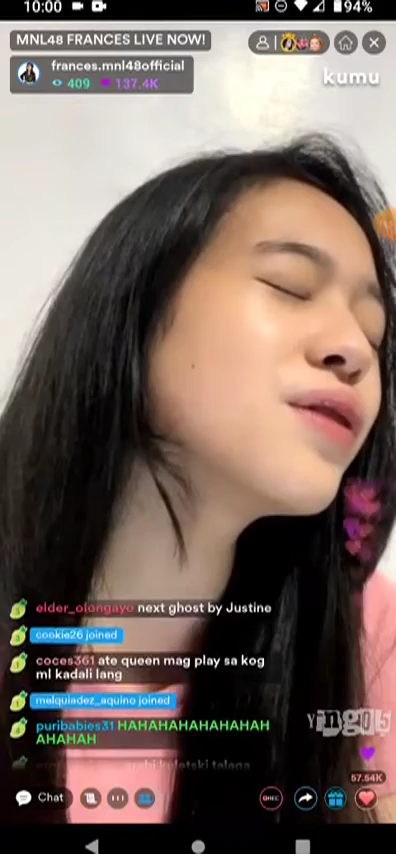 10:00 94%
MNL48 FRANCES LIVE NOW!
frances.mnl48official
409 137.4K
kumu
elder_olongayo next ghost by Justine
cookie26 joined
coces361 ate queen mag play sa kog
ml kadali lang
melquiadez_aquino joined
puribabies31 HAHAHAHAHAHAHAH
AHAHAH
talaga
57.54K
Chat
REC